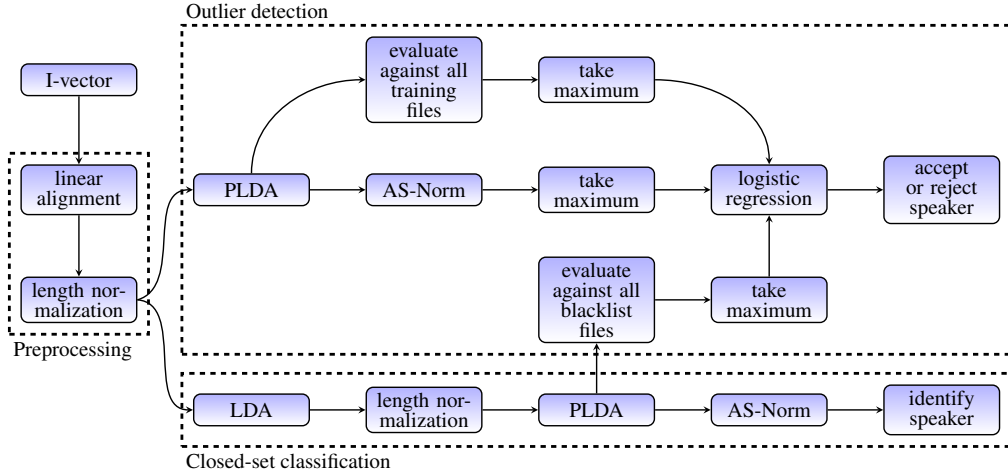 Outlier detection
I-vector
linear
alignment
length nor-
malization
Preprocessing
evaluate
against all
training
files
take
maximum
PLDA
AS-Norm
take
maximum
logistic
regression
accept
or reject
speaker
evaluate
against all
blacklist
files
take
maximum
LDA
length nor-
malization
PLDA
AS-Norm
identify
speaker
Closed-set classification